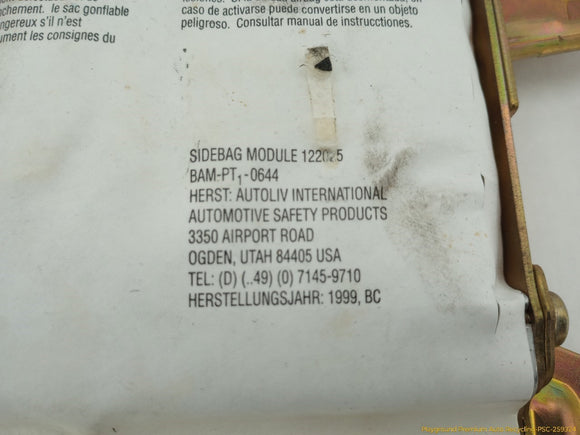 nchement. le sac gonflable
ngereux s'il n'est
ument les consignes du
caso de activarse puede convertirse en un objeto
peligroso. Consultar manual de instrucctiones.
SIDEBAG MODULE
BAM-PT1-0644
HERST: AUTOLIV INTERNATIONAL
AUTOMOTIVE SAFETY PRODUCTS
3350 AIRPORT ROAD
OGDEN, UTAH 84405 USA
TEL: (D) (..49) (0) 7145-9710
HERSTELLUNGSJAHR: 1999, BC